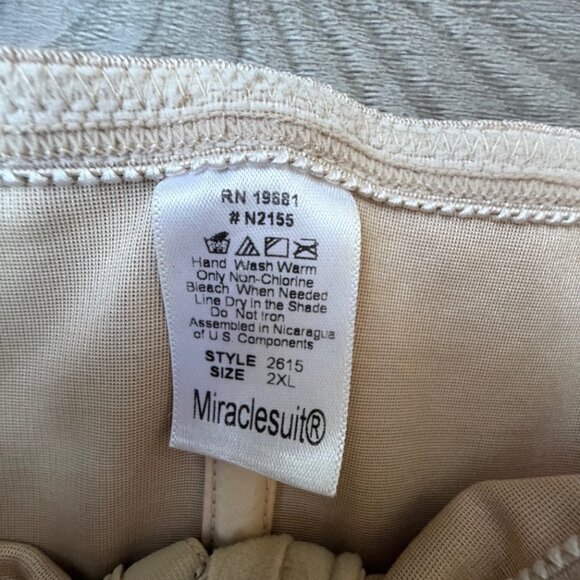 RN 19681
# N2155
Hand Wash Warm
Only Non-Chlorine
Bleach When Needed
Line Dry In the Shade
Do Not Iron
Assembled in Nicaragua
of U.S. Components
STYLE 2615
SIZE 2XL
Miraclesuit®